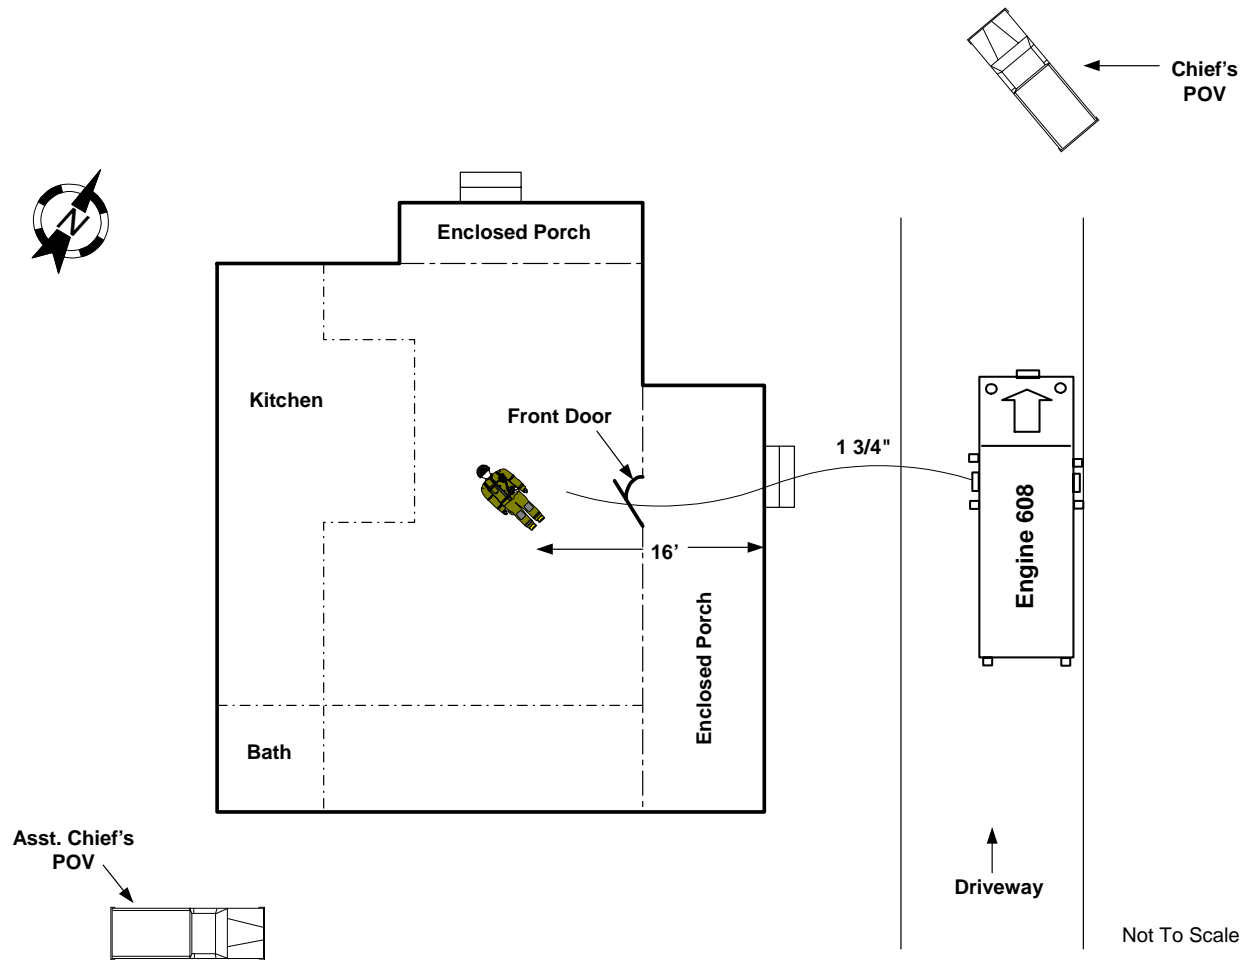 Chief's
POV
N
Enclosed Porch
Kitchen
Front Door
1 3/4"
Engine 608
16'
Enclosed Porch
Bath
Asst. Chief's
POV
Driveway
Not To Scale